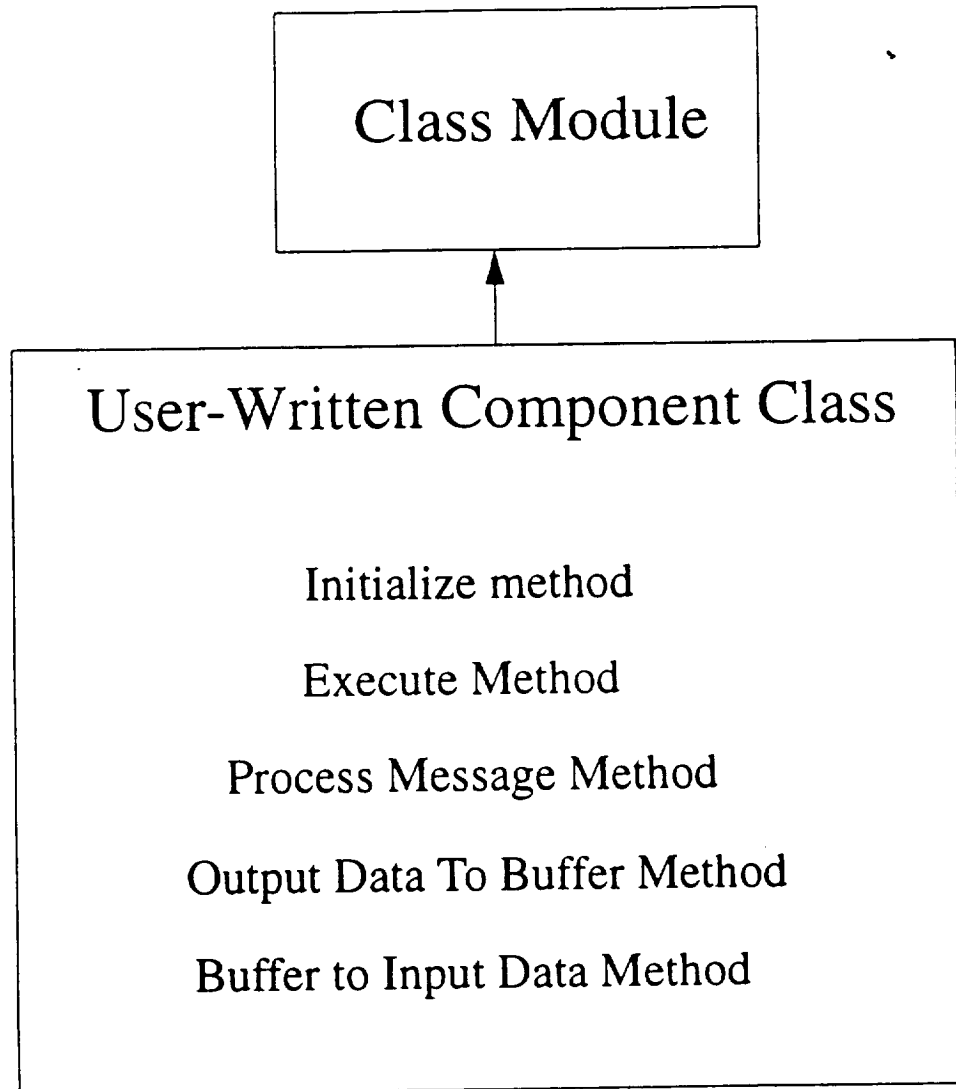 Class Module
User-Written Component Class
Initialize method
Execute Method
Process Message Method
Output Data To Buffer Method
Buffer to Input Data Method